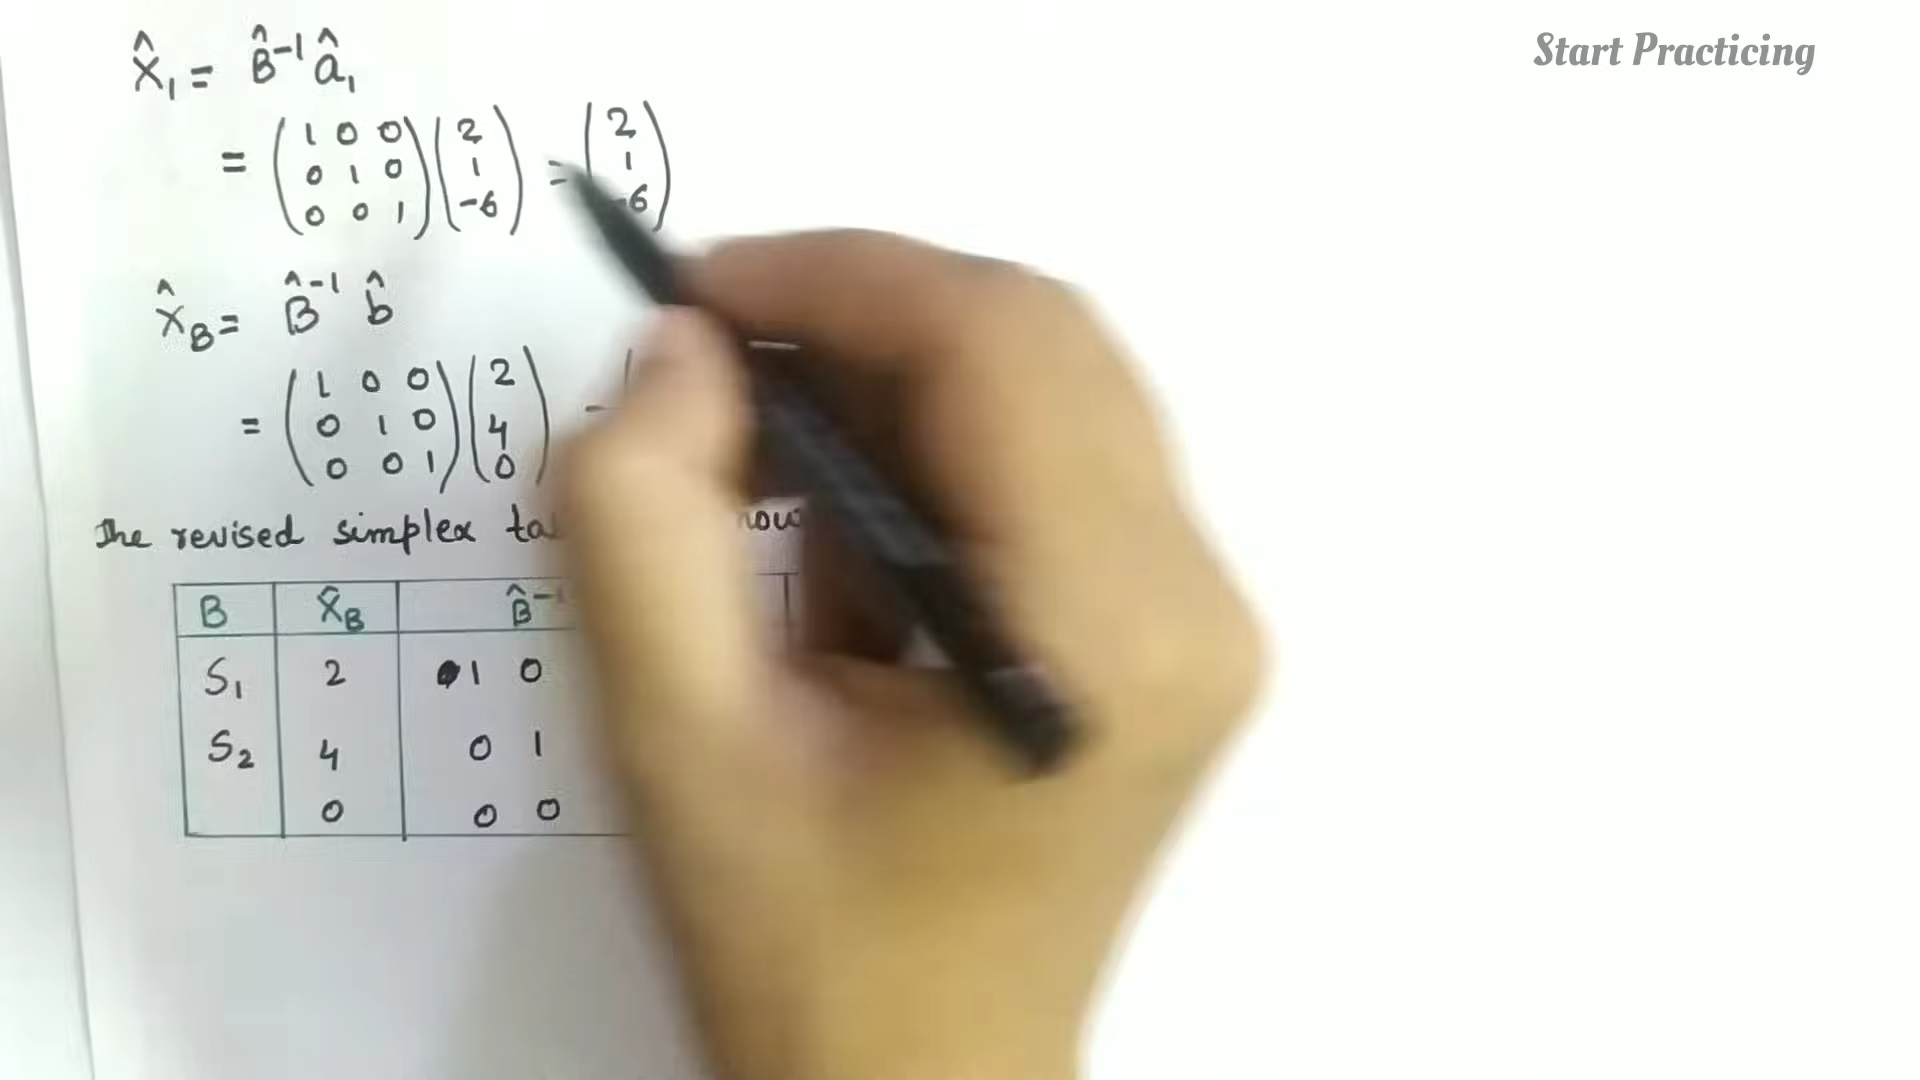 Start Practicing
X̂₁ = B̂⁻¹ â₁
= (1 0 0 (2 = (2
0 1 0) 1) 1
0 0 1 -6 -6)
X̂_B = B̂⁻¹ b̂
= (1 0 0 (2
0 1 0) 4)
0 0 1 0
The revised simplex
B X̂_B B̂⁻¹
S₁ 2 1 0
S₂ 4 0 1
0 0 0